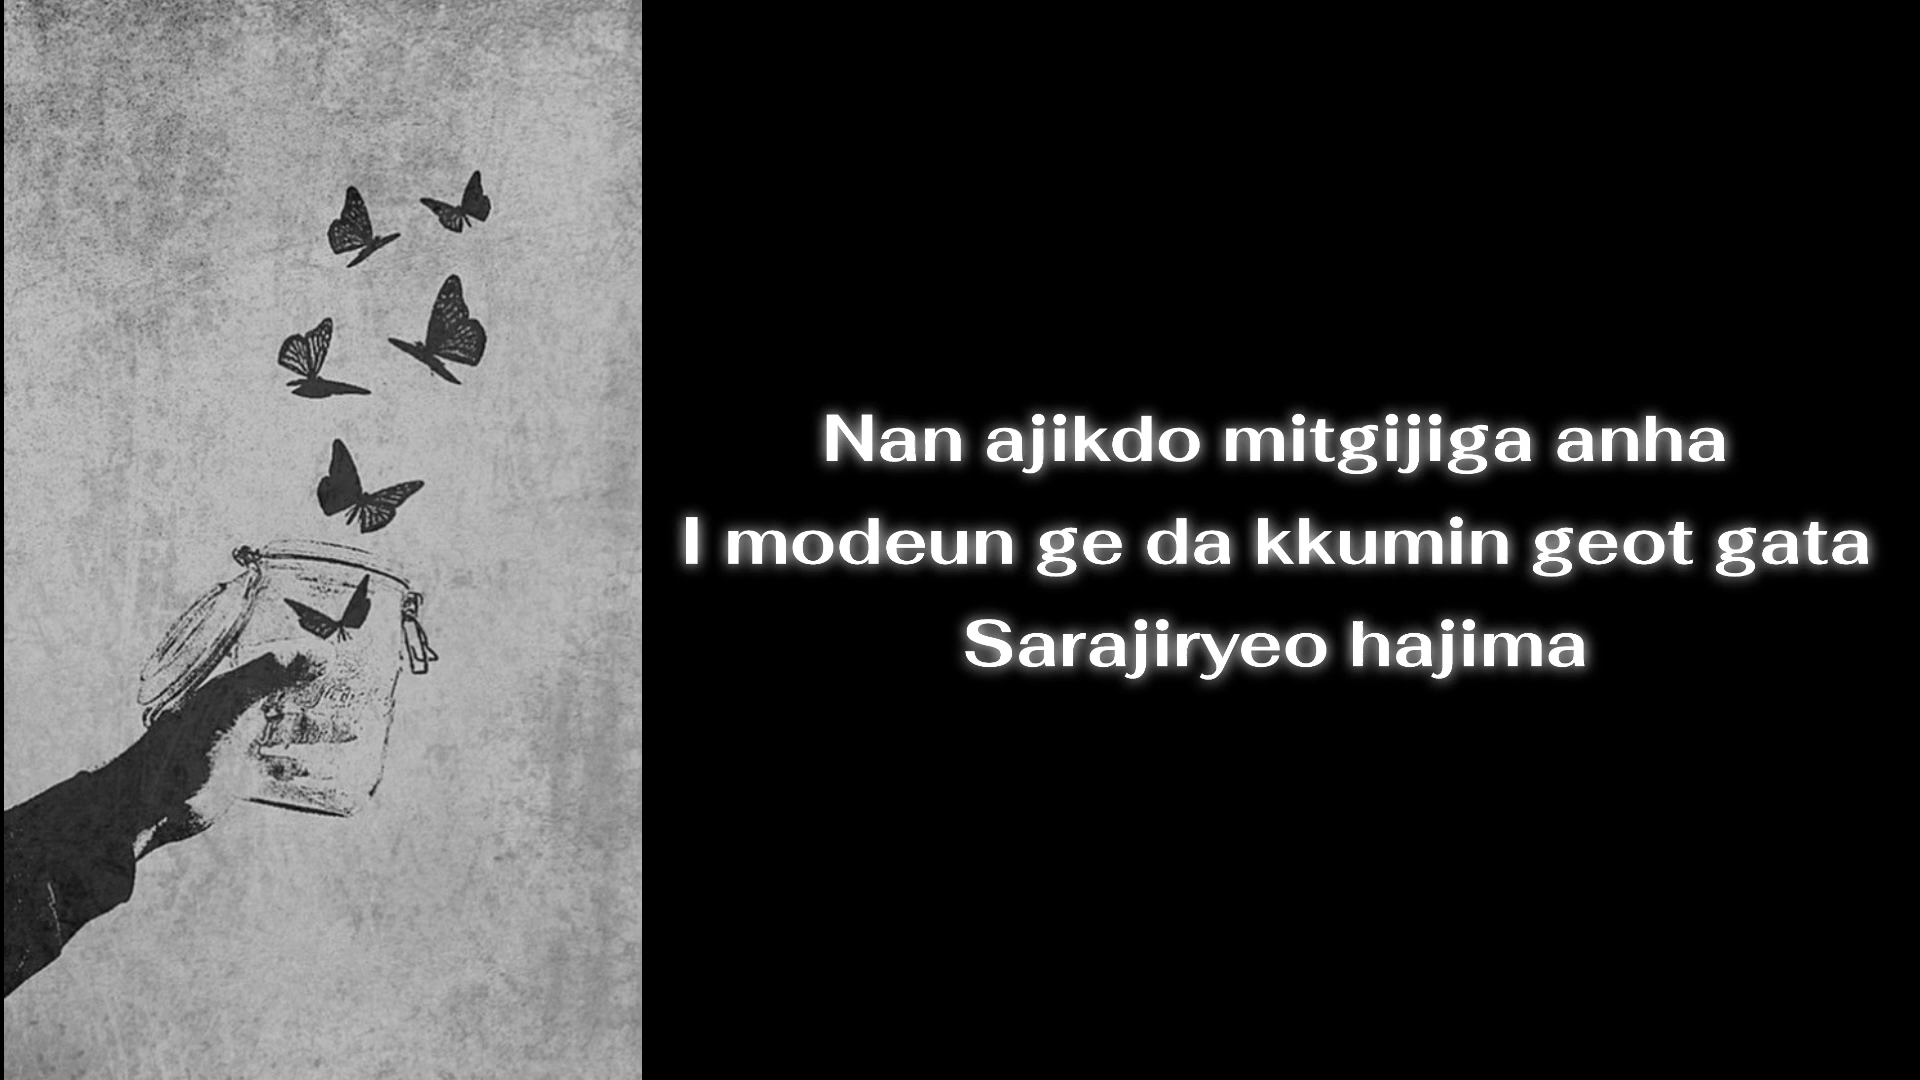 Nan ajikdo mitgijiga anha
I modeun ge da kkumin geot gata
Sarajiryeo hajima